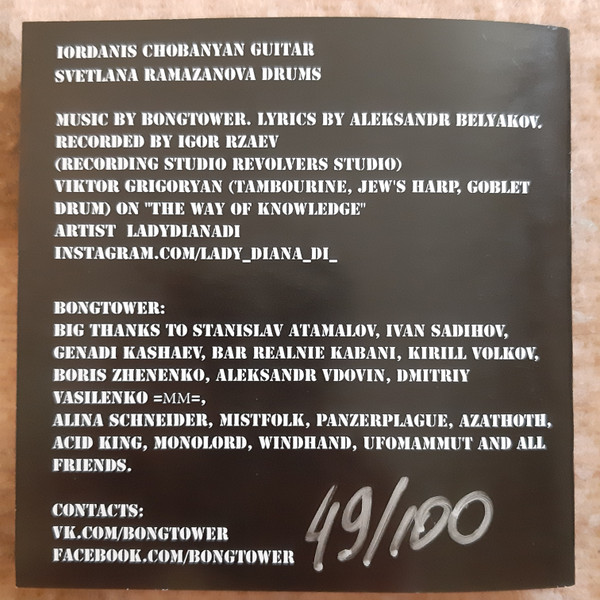 IORDANIS CHOBANYAN GUITAR
SVETLANA RAMAZANOVA DRUMS
MUSIC BY BONGTOWER. LYRICS BY ALEKSANDR BELYAKOV.
RECORDED BY IGOR RZAEV
(RECORDING STUDIO REVOLVERS STUDIO)
VIKTOR GRIGORYAN (TAMBOURINE, JEW'S HARP, GOBLET
DRUM) ON "THE WAY OF KNOWLEDGE"
ARTIST LADYDIANADI
INSTAGRAM.COM/LADY_DIANA_DI_
BONGTOWER:
BIG THANKS TO STANISLAV ATAMALOV, IVAN SADIHOV,
GENADI KASHAEV, BAR REALNIE KABANI, KIRILL VOLKOV,
BORIS ZHENENKO, ALEKSANDR VDOVIN, DMITRIY
VASILENKO =MM=,
ALINA SCHNEIDER, MISTFOLK, PANZERPLAGUE, AZATHOTH,
ACID KING, MONOLORD, WINDHAND, UFOMAMMUT AND ALL
FRIENDS.
CONTACTS:
VK.COM/BONGTOWER
FACEBOOK.COM/BONGTOWER
49/100